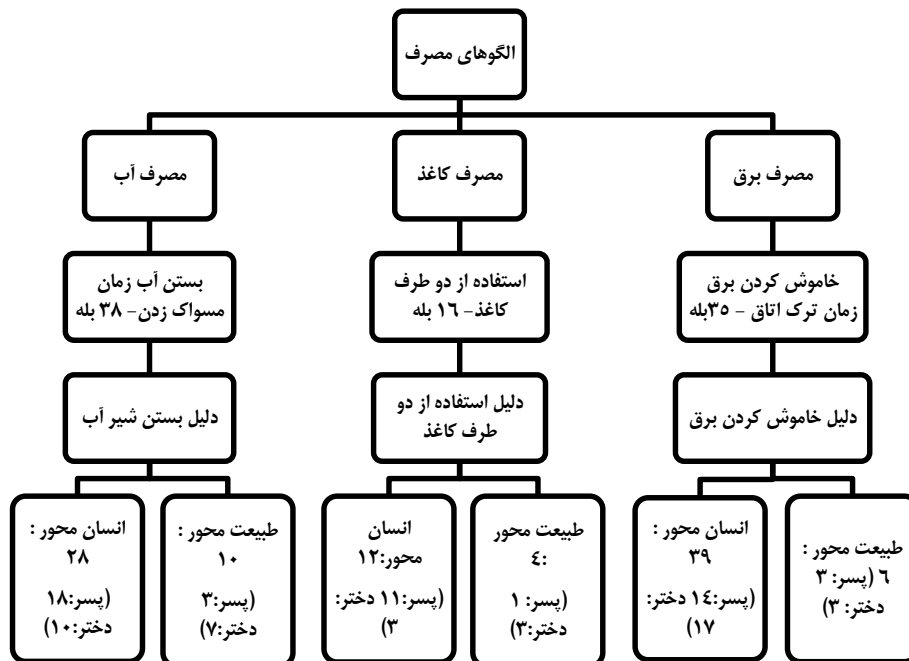 الگوهای مصرف
مصرف برق
مصرف کاغذ
مصرف آب
خاموش کردن برق
زمان ترک اتاق - ۳۵بله
استفاده از دو طرف
کاغذ- ۱۶ بله
بستن آب زمان
مسواک زدن- ۳۸ بله
دلیل خاموش کردن برق
دلیل استفاده از دو
طرف کاغذ
دلیل بستن شیر آب
طبیعت محور :
۶ (پسر: ۳
دختر: ۳)
انسان محور :
۳۹
(پسر:۱۴ دختر:
۱۷)
طبیعت محور
:۴
(پسر: ۱
دختر:۳)
انسان
محور:۱۲
(پسر:۱۱ دختر:
۳)
طبیعت محور :
۱۰
(پسر:۳
دختر:۷)
انسان محور :
۲۸
(پسر:۱۸
دختر:۱۰)